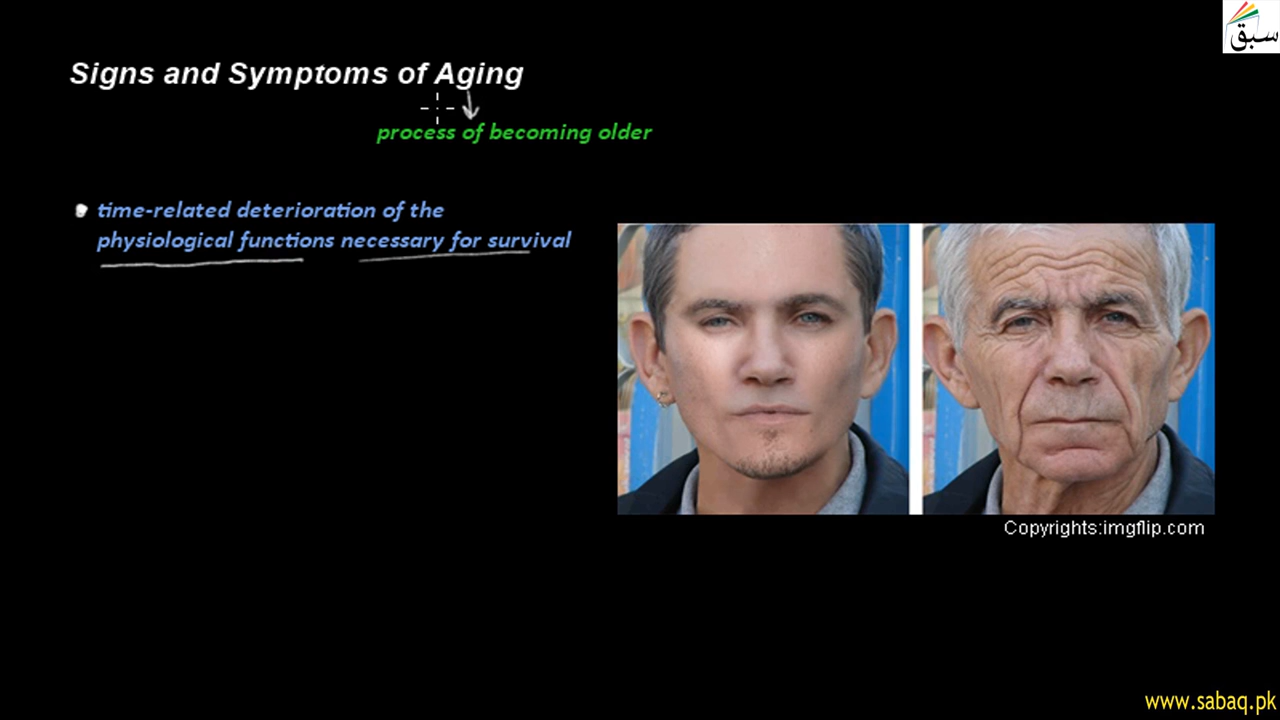 سبق
Signs and Symptoms of Aging
process of becoming older
time-related deterioration of the
physiological functions necessary for survival
Copyrights:imgflip.com
www.sabaq.pk